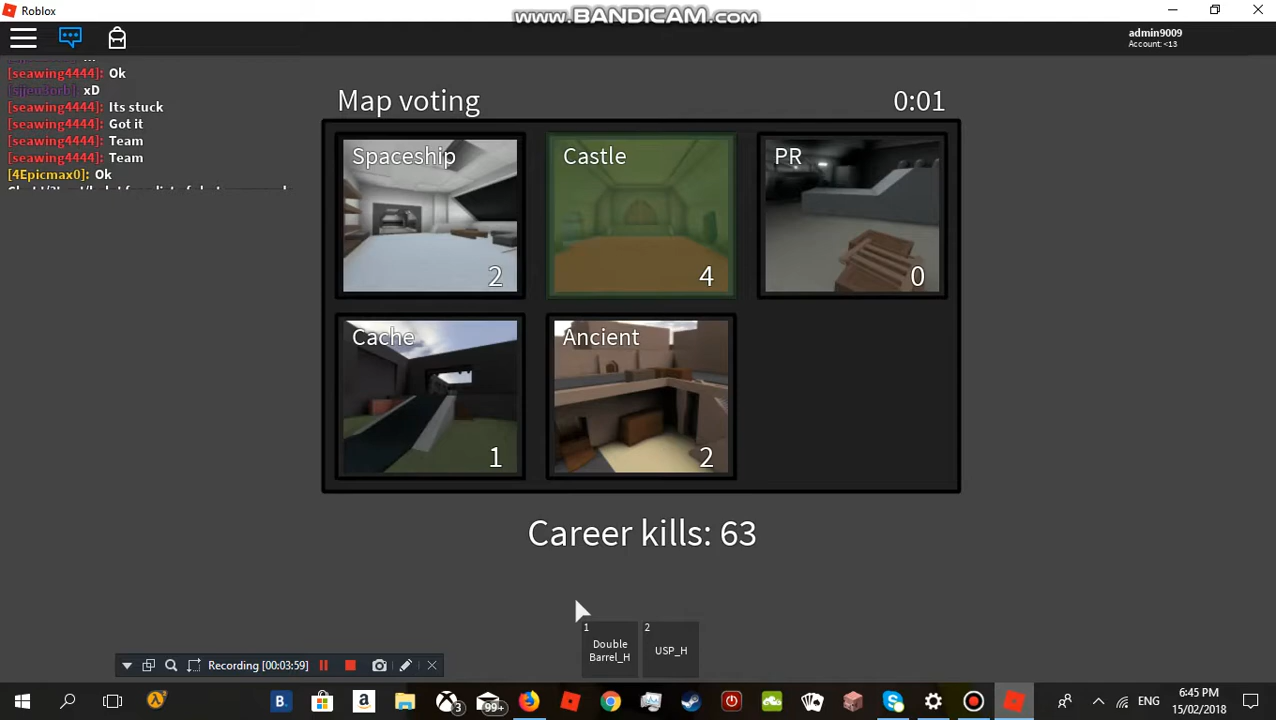 Roblox
www.BANDICAM.com
admin9009
Account: <13
[seawing4444]: Ok
xD
[seawing4444]: Its stuck
[seawing4444]: Got it
[seawing4444]: Team
[seawing4444]: Team
[4Epicmax0]: Ok
Map voting
0:01
Spaceship
2
Castle
4
PR
0
Cache
1
Ancient
2
Career kills: 63
1
Double
Barrel_H
2
USP_H
Recording [00:03:59]
B.
a
3
99+
ENG
6:45 PM
15/02/2018